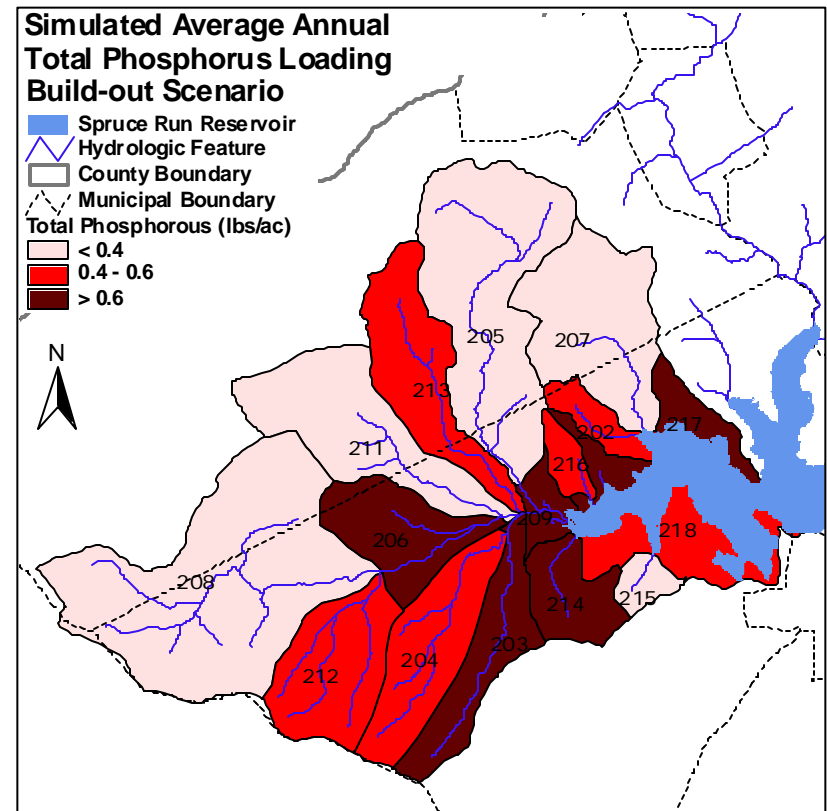 Simulated Average Annual
Total Phosphorus Loading
Build-out Scenario
Spruce Run Reservoir
Hydrologic Feature
County Boundary
Municipal Boundary
Total Phosphorous (lbs/ac)
< 0.4
0.4 - 0.6
> 0.6
N
205
207
213
217
202
211
216
209
218
206
208
215
214
203
204
212